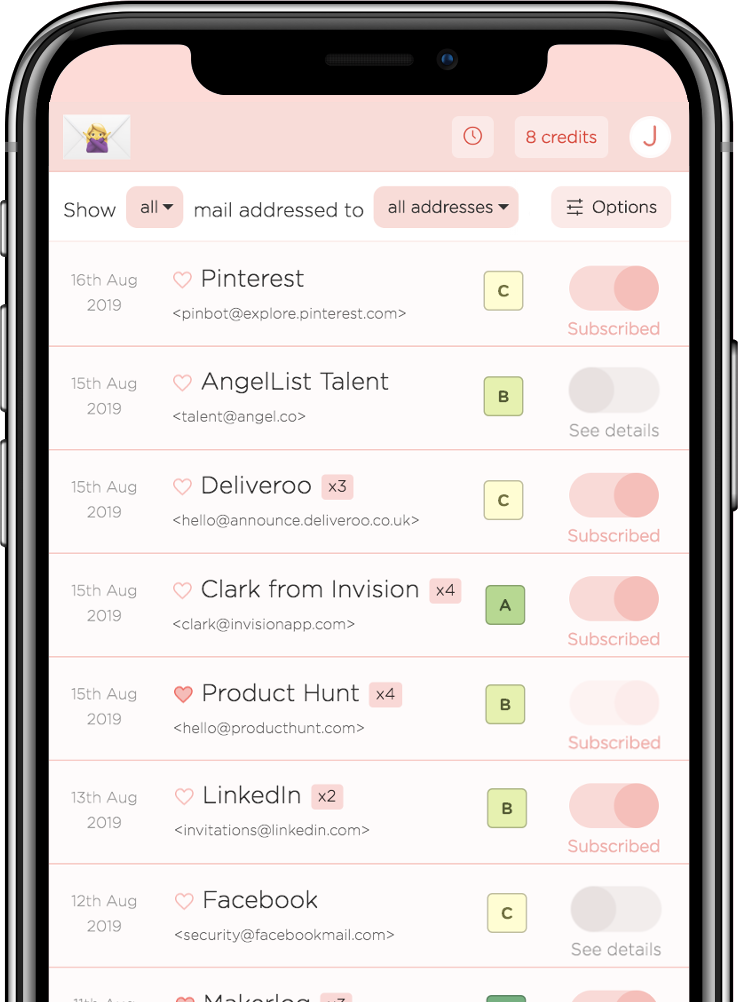 8 credits
J
Show all mail addressed to all addresses Options
16th Aug 2019
Pinterest
<pinbot@explore.pinterest.com>
C
Subscribed
15th Aug 2019
AngelList Talent
<talent@angel.co>
B
See details
15th Aug 2019
Deliveroo x3
<hello@announce.deliveroo.co.uk>
C
Subscribed
15th Aug 2019
Clark from Invision x4
<clark@invisionapp.com>
A
Subscribed
15th Aug 2019
Product Hunt x4
<hello@producthunt.com>
B
Subscribed
13th Aug 2019
LinkedIn x2
<invitations@linkedin.com>
B
Subscribed
12th Aug 2019
Facebook
<security@facebookmail.com>
C
See details
11th Aug
Makerlog x3